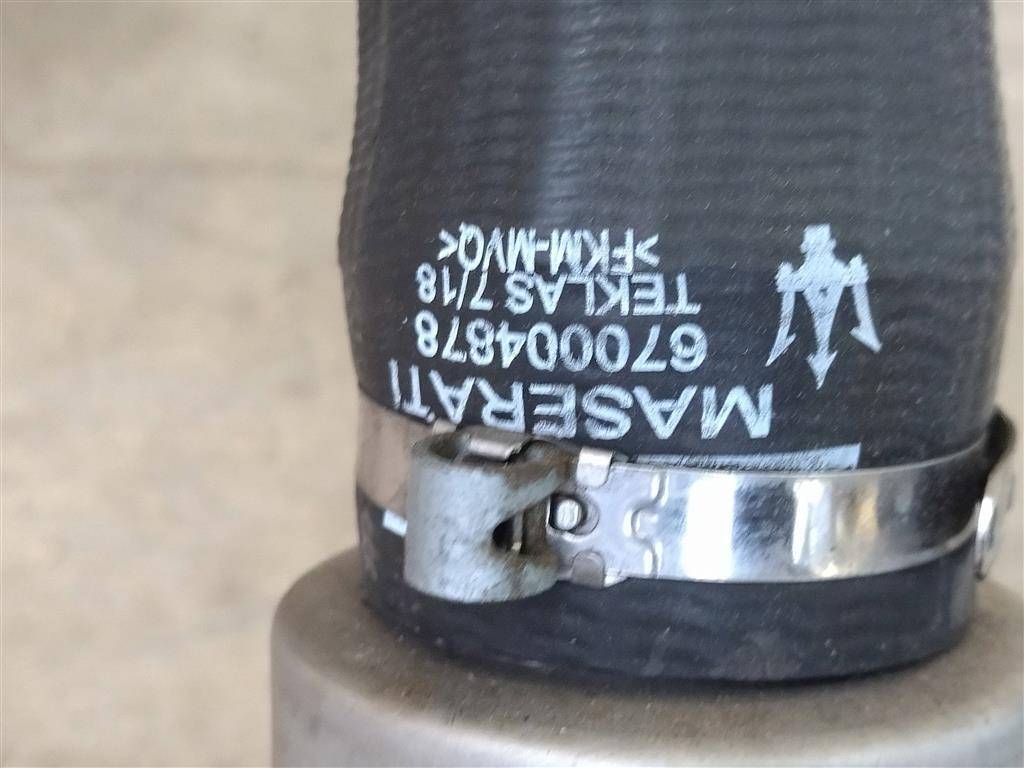 MASERATI
670004878
TEKLAS 7/18
>FKM-MVQ<